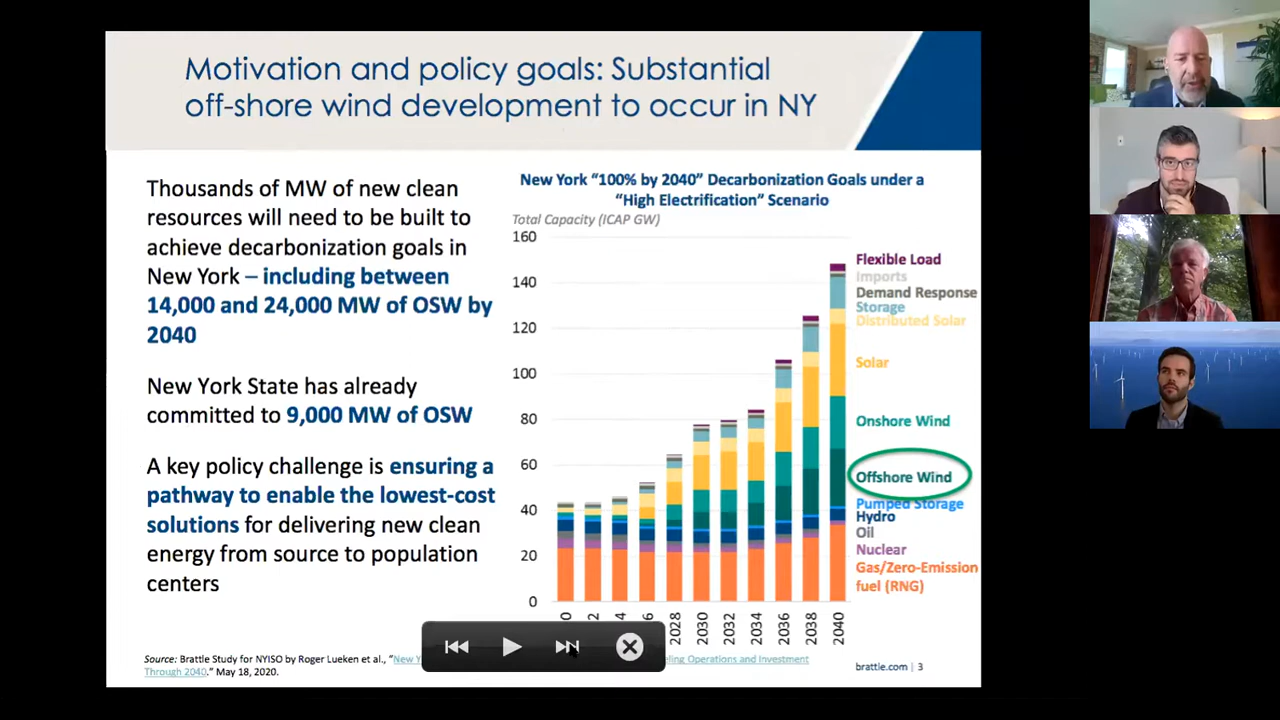 Motivation and policy goals: Substantial
off-shore wind development to occur in NY
Thousands of MW of new clean
resources will need to be built to
achieve decarbonization goals in
New York – including between
14,000 and 24,000 MW of OSW by
2040
New York State has already
committed to 9,000 MW of OSW
A key policy challenge is ensuring a
pathway to enable the lowest-cost
solutions for delivering new clean
energy from source to population
centers
New York “100% by 2040” Decarbonization Goals under a
“High Electrification” Scenario
Total Capacity (ICAP GW)
160
140
120
100
80
60
40
20
0
2028
2030
2032
2034
2036
2038
2040
Flexible Load
Imports
Demand Response
Storage
Distributed Solar
Solar
Onshore Wind
Offshore Wind
Pumped Storage
Hydro
Oil
Nuclear
Gas/Zero-Emission
fuel (RNG)
Source: Brattle Study for NYISO by Roger Lueken et al., “New Operations and Investment
Through 2040.” May 18, 2020.
brattle.com | 3